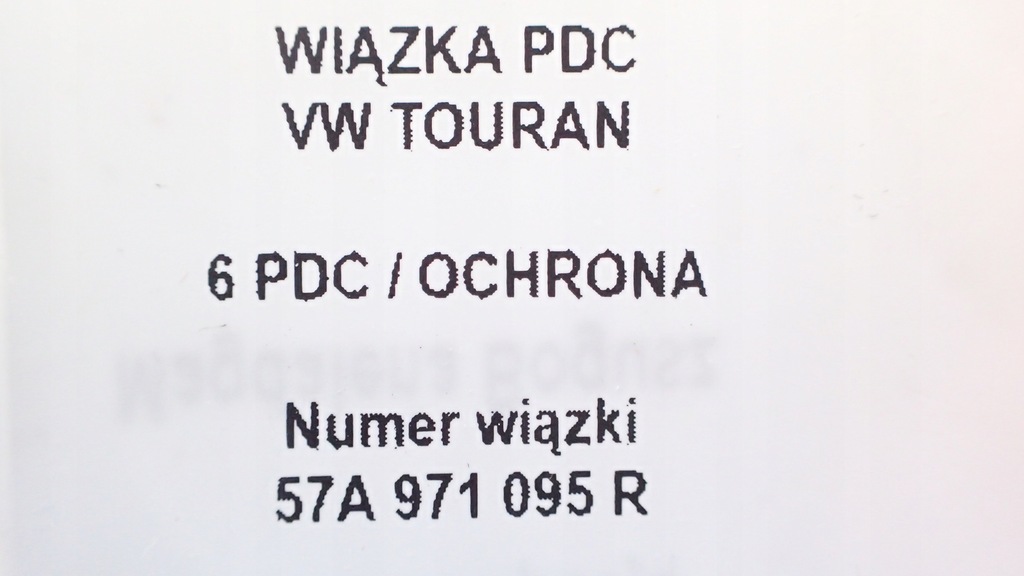 WIĄZKA PDC
VW TOURAN
6 PDC / OCHRONA
Numer wiązki
57A 971 095 R